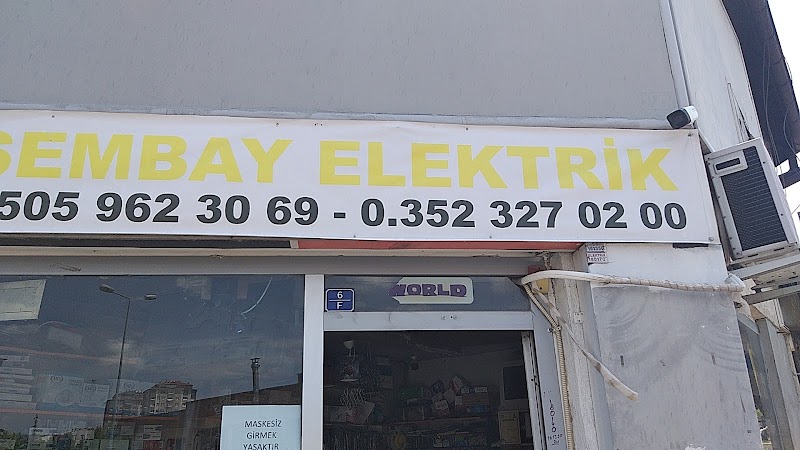 SEMBAY ELEKTRİK
505 962 30 69 - 0.352 327 02 00
6
F
WORLD
MASKESİZ
GİRMEK
YASAKTIR